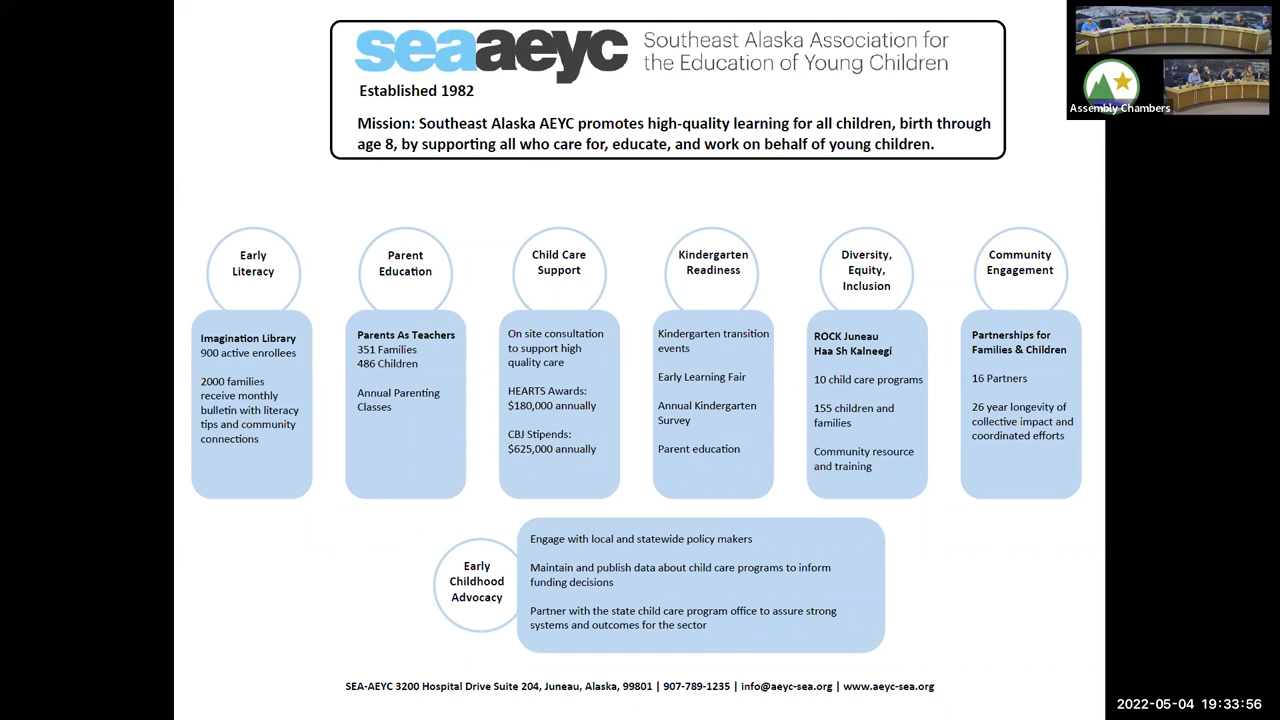 seaaeyc
Southeast Alaska Association for
the Education of Young Children
Established 1982
Mission: Southeast Alaska AEYC promotes high-quality learning for all children, birth through
age 8, by supporting all who care for, educate, and work on behalf of young children.
Assembly Chambers
Early
Literacy
Imagination Library
900 active enrollees
2000 families
receive monthly
bulletin with literacy
tips and community
connections
Parent
Education
Parents As Teachers
351 Families
486 Children
Annual Parenting
Classes
Child Care
Support
On site consultation
to support high
quality care
HEARTS Awards:
$180,000 annually
CBJ Stipends:
$625,000 annually
Kindergarten
Readiness
Kindergarten transition
events
Early Learning Fair
Annual Kindergarten
Survey
Parent education
Diversity,
Equity,
Inclusion
ROCK Juneau
Haa Sh Kalneegí
10 child care programs
155 children and
families
Community resource
and training
Community
Engagement
Partnerships for
Families & Children
16 Partners
26 year longevity of
collective impact and
coordinated efforts
Early
Childhood
Advocacy
Engage with local and statewide policy makers
Maintain and publish data about child care programs to inform
funding decisions
Partner with the state child care program office to assure strong
systems and outcomes for the sector
SEA-AEYC 3200 Hospital Drive Suite 204, Juneau, Alaska, 99801 | 907-789-1235 | info@aeyc-sea.org | www.aeyc-sea.org
2022-05-04 19:33:56